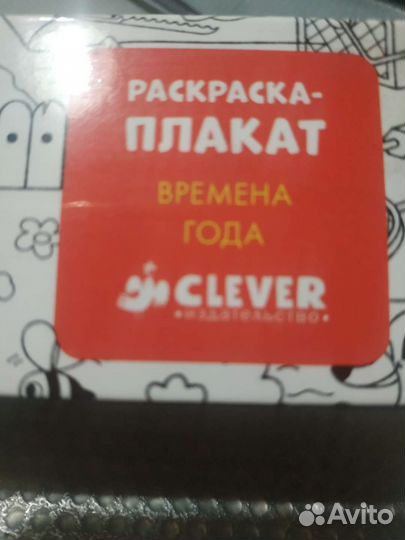 РАСКРАСКА-
ПЛАКАТ
ВРЕМЕНА
ГОДА
CLEVER
•издательство•
Avito